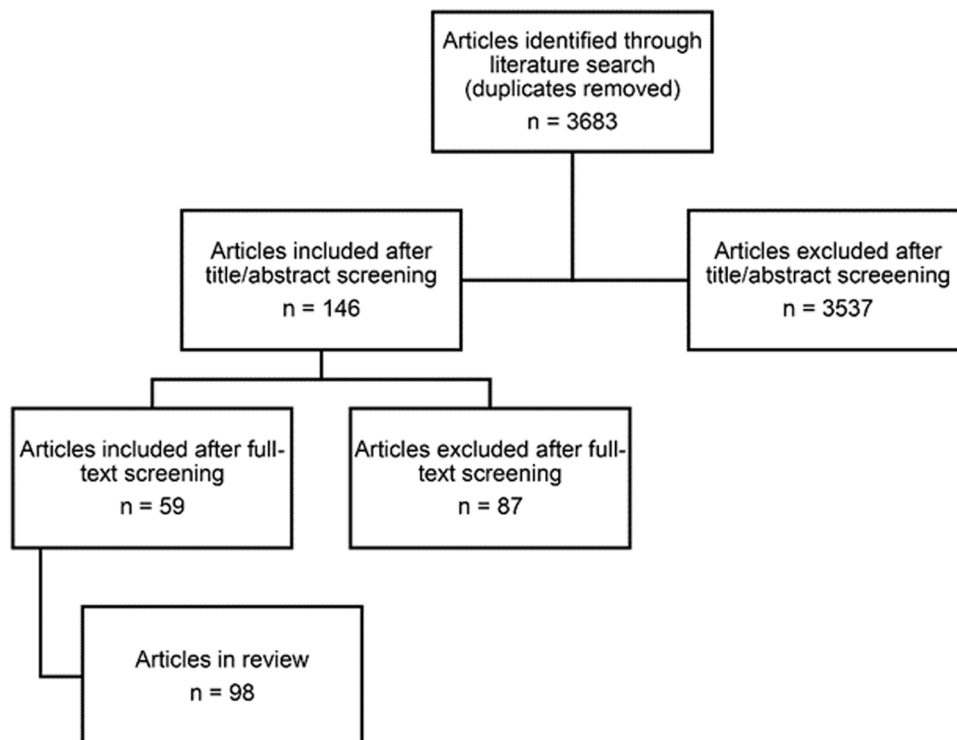 Articles identified through
literature search
(duplicates removed)
n = 3683
Articles included after
title/abstract screening
n = 146
Articles excluded after
title/abstract screeening
n = 3537
Articles included after full-
text screening
n = 59
Articles excluded after full-
text screening
n = 87
Articles in review
n = 98